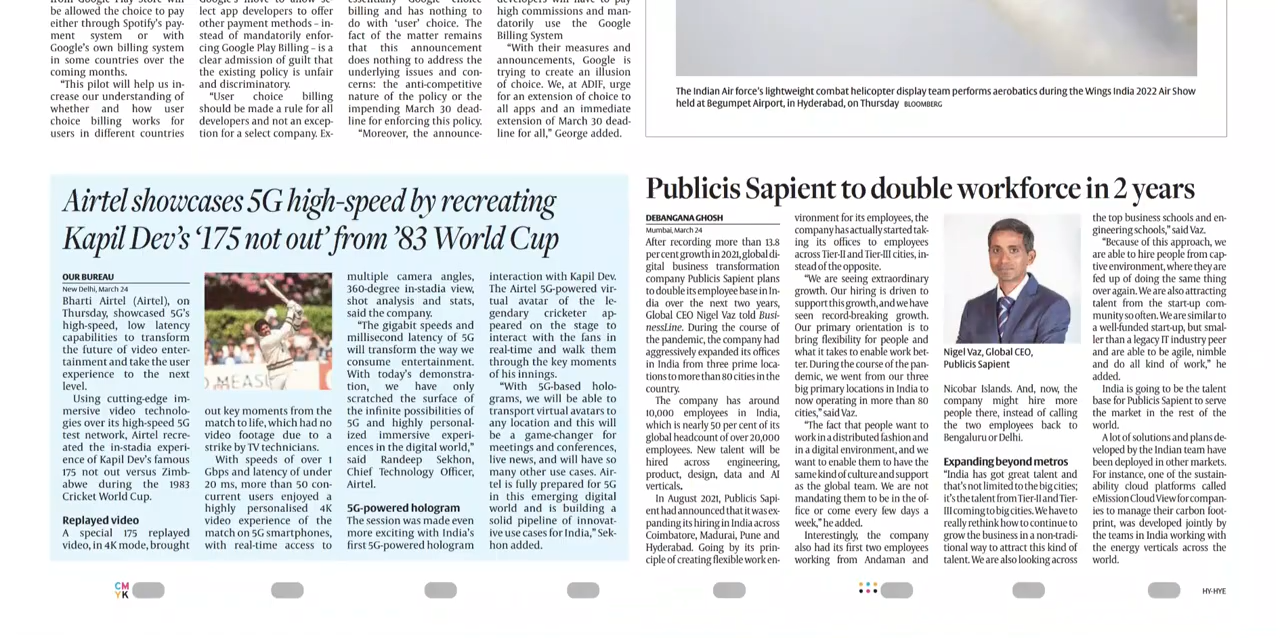 from Google Play Store will
be allowed the choice to pay
either through Spotify's pay-
ment system or with
Google's own billing system
in some countries over the
coming months.
"This pilot will help us in-
crease our understanding of
whether and how user
choice billing works for
users in different countries
Google's move to allow se-
lect app developers to offer
other payment methods – in-
stead of mandatorily enfor-
cing Google Play Billing – is a
clear admission of guilt that
the existing policy is unfair
and discriminatory.
"User choice billing
should be made a rule for all
developers and not an excep-
tion for a select company. Ex-
essentially Google choice
billing and has nothing to
do with 'user' choice. The
fact of the matter remains
that this announcement
does nothing to address the
underlying issues and con-
cerns: the anti-competitive
nature of the policy or the
impending March 30 dead-
line for enforcing this policy.
"Moreover, the announce-
developers will have to pay
high commissions and man-
datorily use the Google
Billing System
"With their measures and
announcements, Google is
trying to create an illusion
of choice. We, at ADIF, urge
for an extension of choice to
all apps and an immediate
extension of March 30 dead-
line for all," George added.
The Indian Air force's lightweight combat helicopter display team performs aerobatics during the Wings India 2022 Air Show
held at Begumpet Airport, in Hyderabad, on Thursday BLOOMBERG
Airtel showcases 5G high-speed by recreating
Kapil Dev's '175 not out' from '83 World Cup
OUR BUREAU
New Delhi, March 24
Bharti Airtel (Airtel), on
Thursday, showcased 5G's
high-speed, low latency
capabilities to transform
the future of video enter-
tainment and take the user
experience to the next
level.
Using cutting-edge im-
mersive video technolo-
gies over its high-speed 5G
test network, Airtel recre-
ated the in-stadia experi-
ence of Kapil Dev's famous
175 not out versus Zimb-
abwe during the 1983
Cricket World Cup.
Replayed video
A special 175 replayed
video, in 4K mode, brought
MEAS
out key moments from the
match to life, which had no
video footage due to a
strike by TV technicians.
With speeds of over 1
Gbps and latency of under
20 ms, more than 50 con-
current users enjoyed a
highly personalised 4K
video experience of the
match on 5G smartphones,
with real-time access to
multiple camera angles,
360-degree in-stadia view,
shot analysis and stats,
said the company.
"The gigabit speeds and
millisecond latency of 5G
will transform the way we
consume entertainment.
With today's demonstra-
tion, we have only
scratched the surface of
the infinite possibilities of
5G and highly personal-
ized immersive experi-
ences in the digital world,"
said Randeep Sekhon,
Chief Technology Officer,
Airtel.
5G-powered hologram
The session was made even
more exciting with India's
first 5G-powered hologram
interaction with Kapil Dev.
The Airtel 5G-powered vir-
tual avatar of the le-
gendary cricketer ap-
peared on the stage to
interact with the fans in
real-time and walk them
through the key moments
of his innings.
"With 5G-based holo-
grams, we will be able to
transport virtual avatars to
any location and this will
be a game-changer for
meetings and conferences,
live news, and will have so
many other use cases. Air-
tel is fully prepared for 5G
in this emerging digital
world and is building a
solid pipeline of innovat-
ive use cases for India," Sek-
hon added.
Publicis Sapient to double workforce in 2 years
DEBANGANA GHOSH
Mumbai, March 24
After recording more than 13.8
per cent growth in 2021, global di-
gital business transformation
company Publicis Sapient plans
to double its employee base in In-
dia over the next two years,
Global CEO Nigel Vaz told Busi-
nessLine. During the course of
the pandemic, the company had
aggressively expanded its offices
in India from three prime loca-
tions to more than 80 cities in the
country.
The company has around
10,000 employees in India,
which is nearly 50 per cent of its
global headcount of over 20,000
employees. New talent will be
hired across engineering,
product, design, data and AI
verticals.
In August 2021, Publicis Sapi-
ent had announced that it was ex-
panding its hiring in India across
Coimbatore, Madurai, Pune and
Hyderabad. Going by its prin-
ciple of creating flexible work en-
vironment for its employees, the
company has actually started tak-
ing its offices to employees
across Tier-II and Tier-III cities, in-
stead of the opposite.
"We are seeing extraordinary
growth. Our hiring is driven to
support this growth, and we have
seen record-breaking growth.
Our primary orientation is to
bring flexibility for people and
what it takes to enable work bet-
ter. During the course of the pan-
demic, we went from our three
big primary locations in India to
now operating in more than 80
cities," said Vaz.
"The fact that people want to
work in a distributed fashion and
in a digital environment, and we
want to enable them to have the
same kind of culture and support
as the global team. We are not
mandating them to be in the of-
fice or come every few days a
week," he added.
Interestingly, the company
also had its first two employees
working from Andaman and
Nigel Vaz, Global CEO,
Publicis Sapient
Nicobar Islands. And, now, the
company might hire more
people there, instead of calling
the two employees back to
Bengaluru or Delhi.
Expanding beyond metros
"India has got great talent and
that's not limited to the big cities;
it's the talent from Tier-II and Tier-
III coming to big cities. We have to
really rethink how to continue to
grow the business in a non-tradi-
tional way to attract this kind of
talent. We are also looking across
the top business schools and en-
gineering schools," said Vaz.
"Because of this approach, we
are able to hire people from cap-
tive environment, where they are
fed up of doing the same thing
over again. We are also attracting
talent from the start-up com-
munity so often. We are similar to
a well-funded start-up, but smal-
ler than a legacy IT industry peer
and are able to be agile, nimble
and do all kind of work," he
added.
India is going to be the talent
base for Publicis Sapient to serve
the market in the rest of the
world.
A lot of solutions and plans de-
veloped by the Indian team have
been deployed in other markets.
For instance, one of the sustain-
ability cloud platforms called
eMission Cloud View for compan-
ies to manage their carbon foot-
print, was developed jointly by
the teams in India working with
the energy verticals across the
world.
CM
YK
HY-HYE